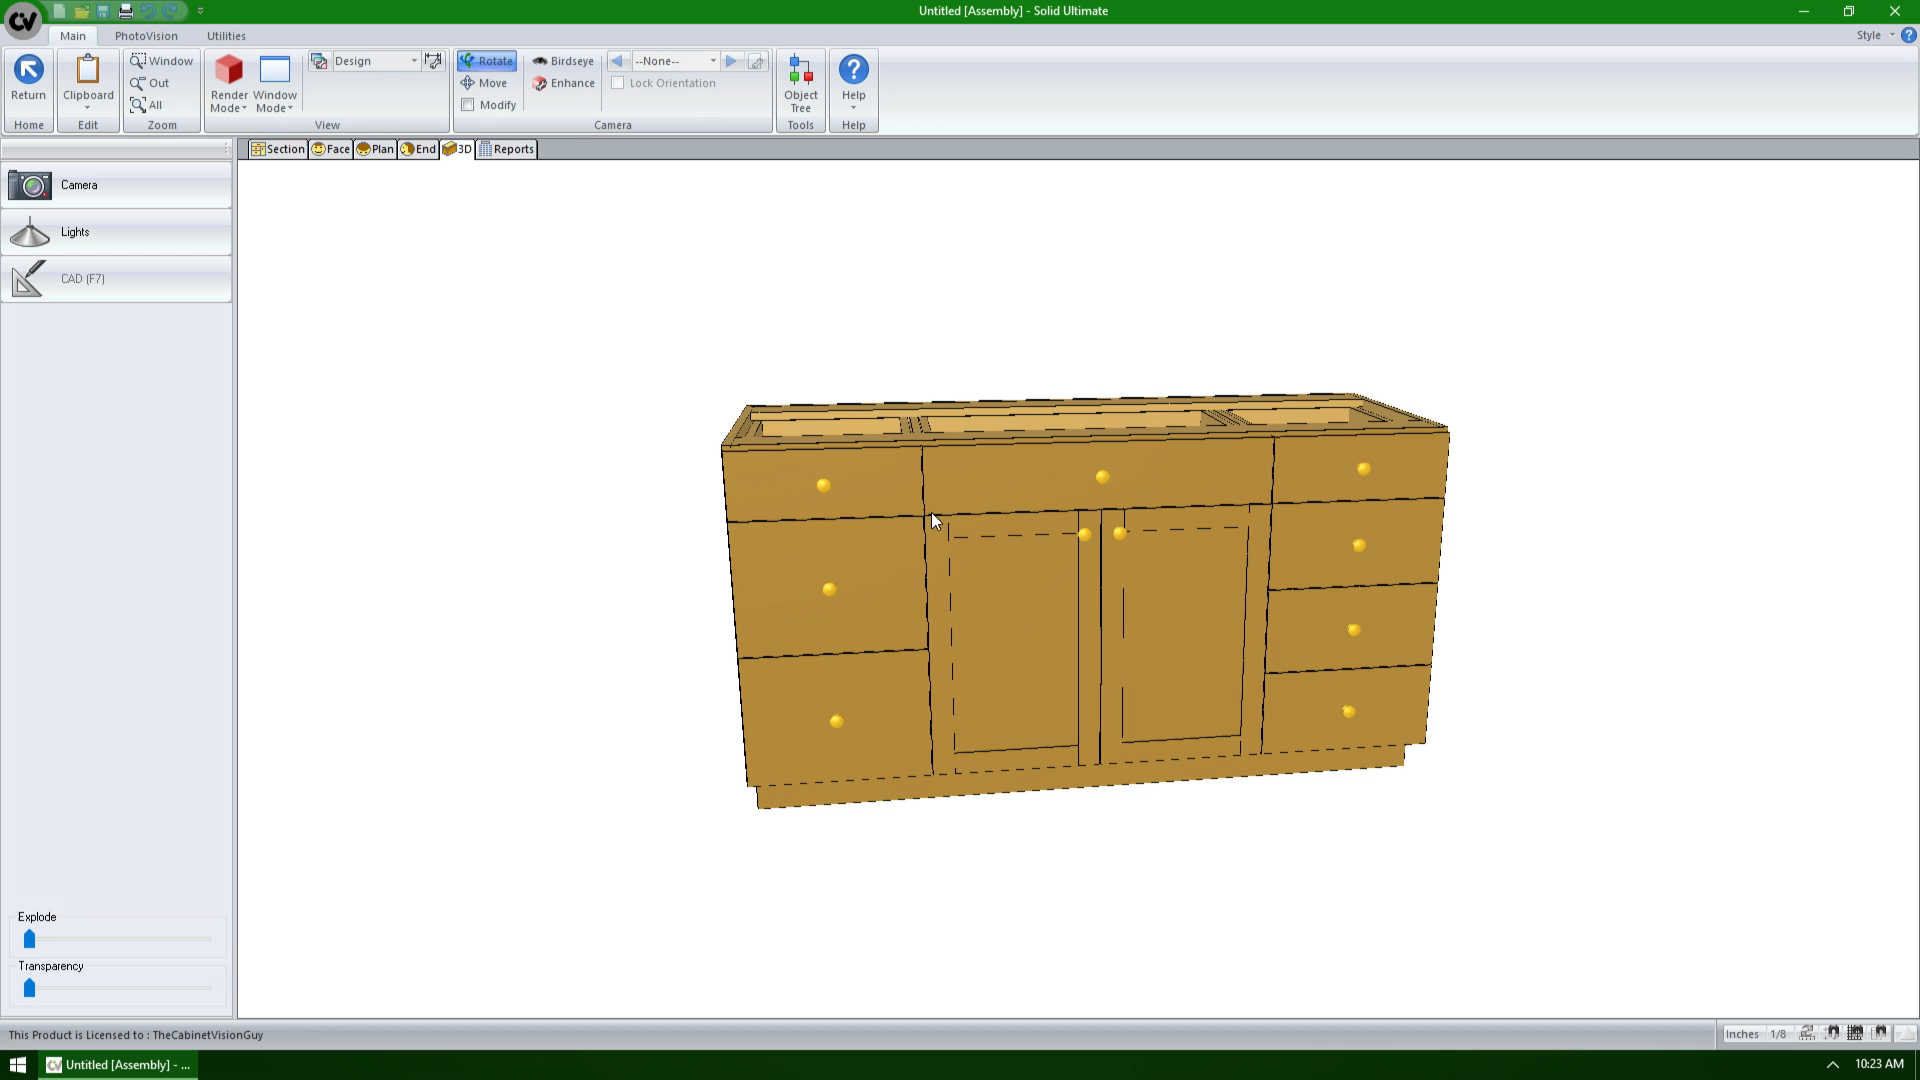 CV
Untitled [Assembly] - Solid Ultimate
Main
PhotoVision
Utilities
Style
?
Return
Home
Clipboard
Edit
Window
Out
All
Zoom
Render
Mode
Window
Mode
Design
View
Rotate
Move
Modify
Birdseye
Enhance
--None--
Lock Orientation
Camera
Object
Tree
Tools
?
Help
Help
Section
Face
Plan
End
3D
Reports
Camera
Lights
CAD (F7)
Explode
Transparency
This Product is Licensed to : TheCabinetVisionGuy
Inches
1/8
CV
Untitled [Assembly] - ...
10:23 AM